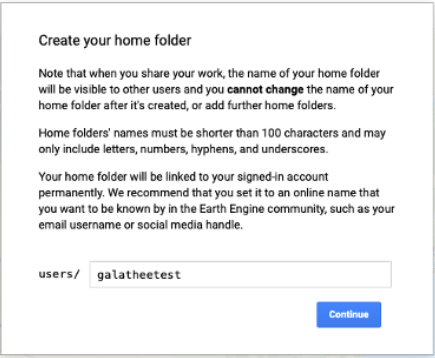 Create your home folder
Note that when you share your work, the name of your home folder
will be visible to other users and you cannot change the name of your
home folder after it's created, or add further home folders.
Home folders' names must be shorter than 100 characters and may
only include letters, numbers, hyphens, and underscores.
Your home folder will be linked to your signed-in account
permanently. We recommend that you set it to an online name that
you want to be known by in the Earth Engine community, such as your
email username or social media handle.
users/ galatheetest
Continue